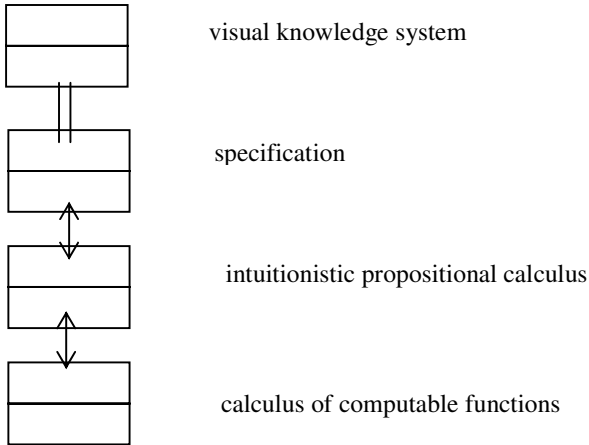 visual knowledge system
specification
intuitionistic propositional calculus
calculus of computable functions